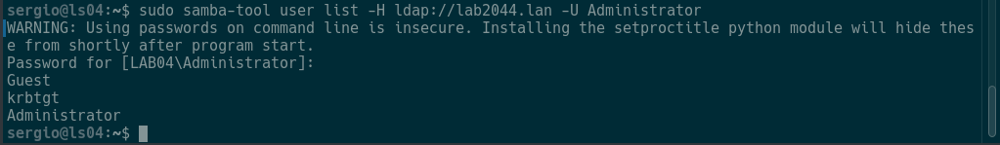 sergio@ls04:~$ sudo samba-tool user list -H ldap://lab2044.lan -U Administrator
WARNING: Using passwords on command line is insecure. Installing the setproctitle python module will hide thes
e from shortly after program start.
Password for [LAB04\Administrator]:
Guest
krbtgt
Administrator
sergio@ls04:~$